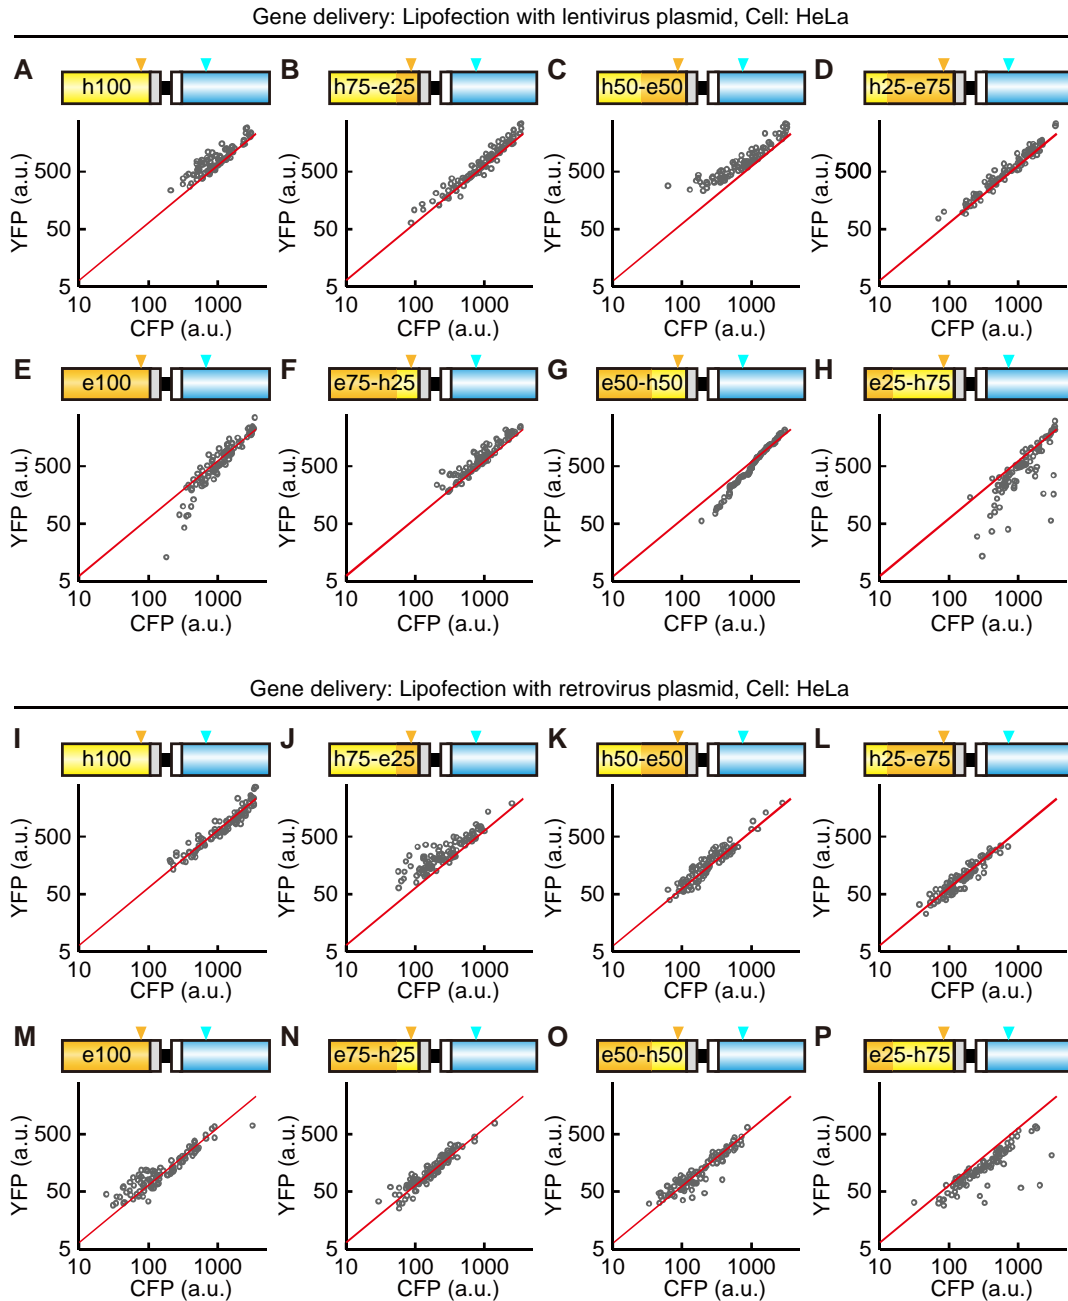 Gene delivery: Lipofection with lentivirus plasmid, Cell: HeLa
A B C D
h100 h75-e25 h50-e50 h25-e75
YFP (a.u.) 500 50 5 10 100 1000 CFP (a.u.)
YFP (a.u.) 500 50 5 10 100 1000 CFP (a.u.)
YFP (a.u.) 500 50 5 10 100 1000 CFP (a.u.)
YFP (a.u.) 500 50 5 10 100 1000 CFP (a.u.)
E F G H
e100 e75-h25 e50-h50 e25-h75
YFP (a.u.) 500 50 5 10 100 1000 CFP (a.u.)
YFP (a.u.) 500 50 5 10 100 1000 CFP (a.u.)
YFP (a.u.) 500 50 5 10 100 1000 CFP (a.u.)
YFP (a.u.) 500 50 5 10 100 1000 CFP (a.u.)
Gene delivery: Lipofection with retrovirus plasmid, Cell: HeLa
I J K L
h100 h75-e25 h50-e50 h25-e75
YFP (a.u.) 500 50 5 10 100 1000 CFP (a.u.)
YFP (a.u.) 500 50 5 10 100 1000 CFP (a.u.)
YFP (a.u.) 500 50 5 10 100 1000 CFP (a.u.)
YFP (a.u.) 500 50 5 10 100 1000 CFP (a.u.)
M N O P
e100 e75-h25 e50-h50 e25-h75
YFP (a.u.) 500 50 5 10 100 1000 CFP (a.u.)
YFP (a.u.) 500 50 5 10 100 1000 CFP (a.u.)
YFP (a.u.) 500 50 5 10 100 1000 CFP (a.u.)
YFP (a.u.) 500 50 5 10 100 1000 CFP (a.u.)